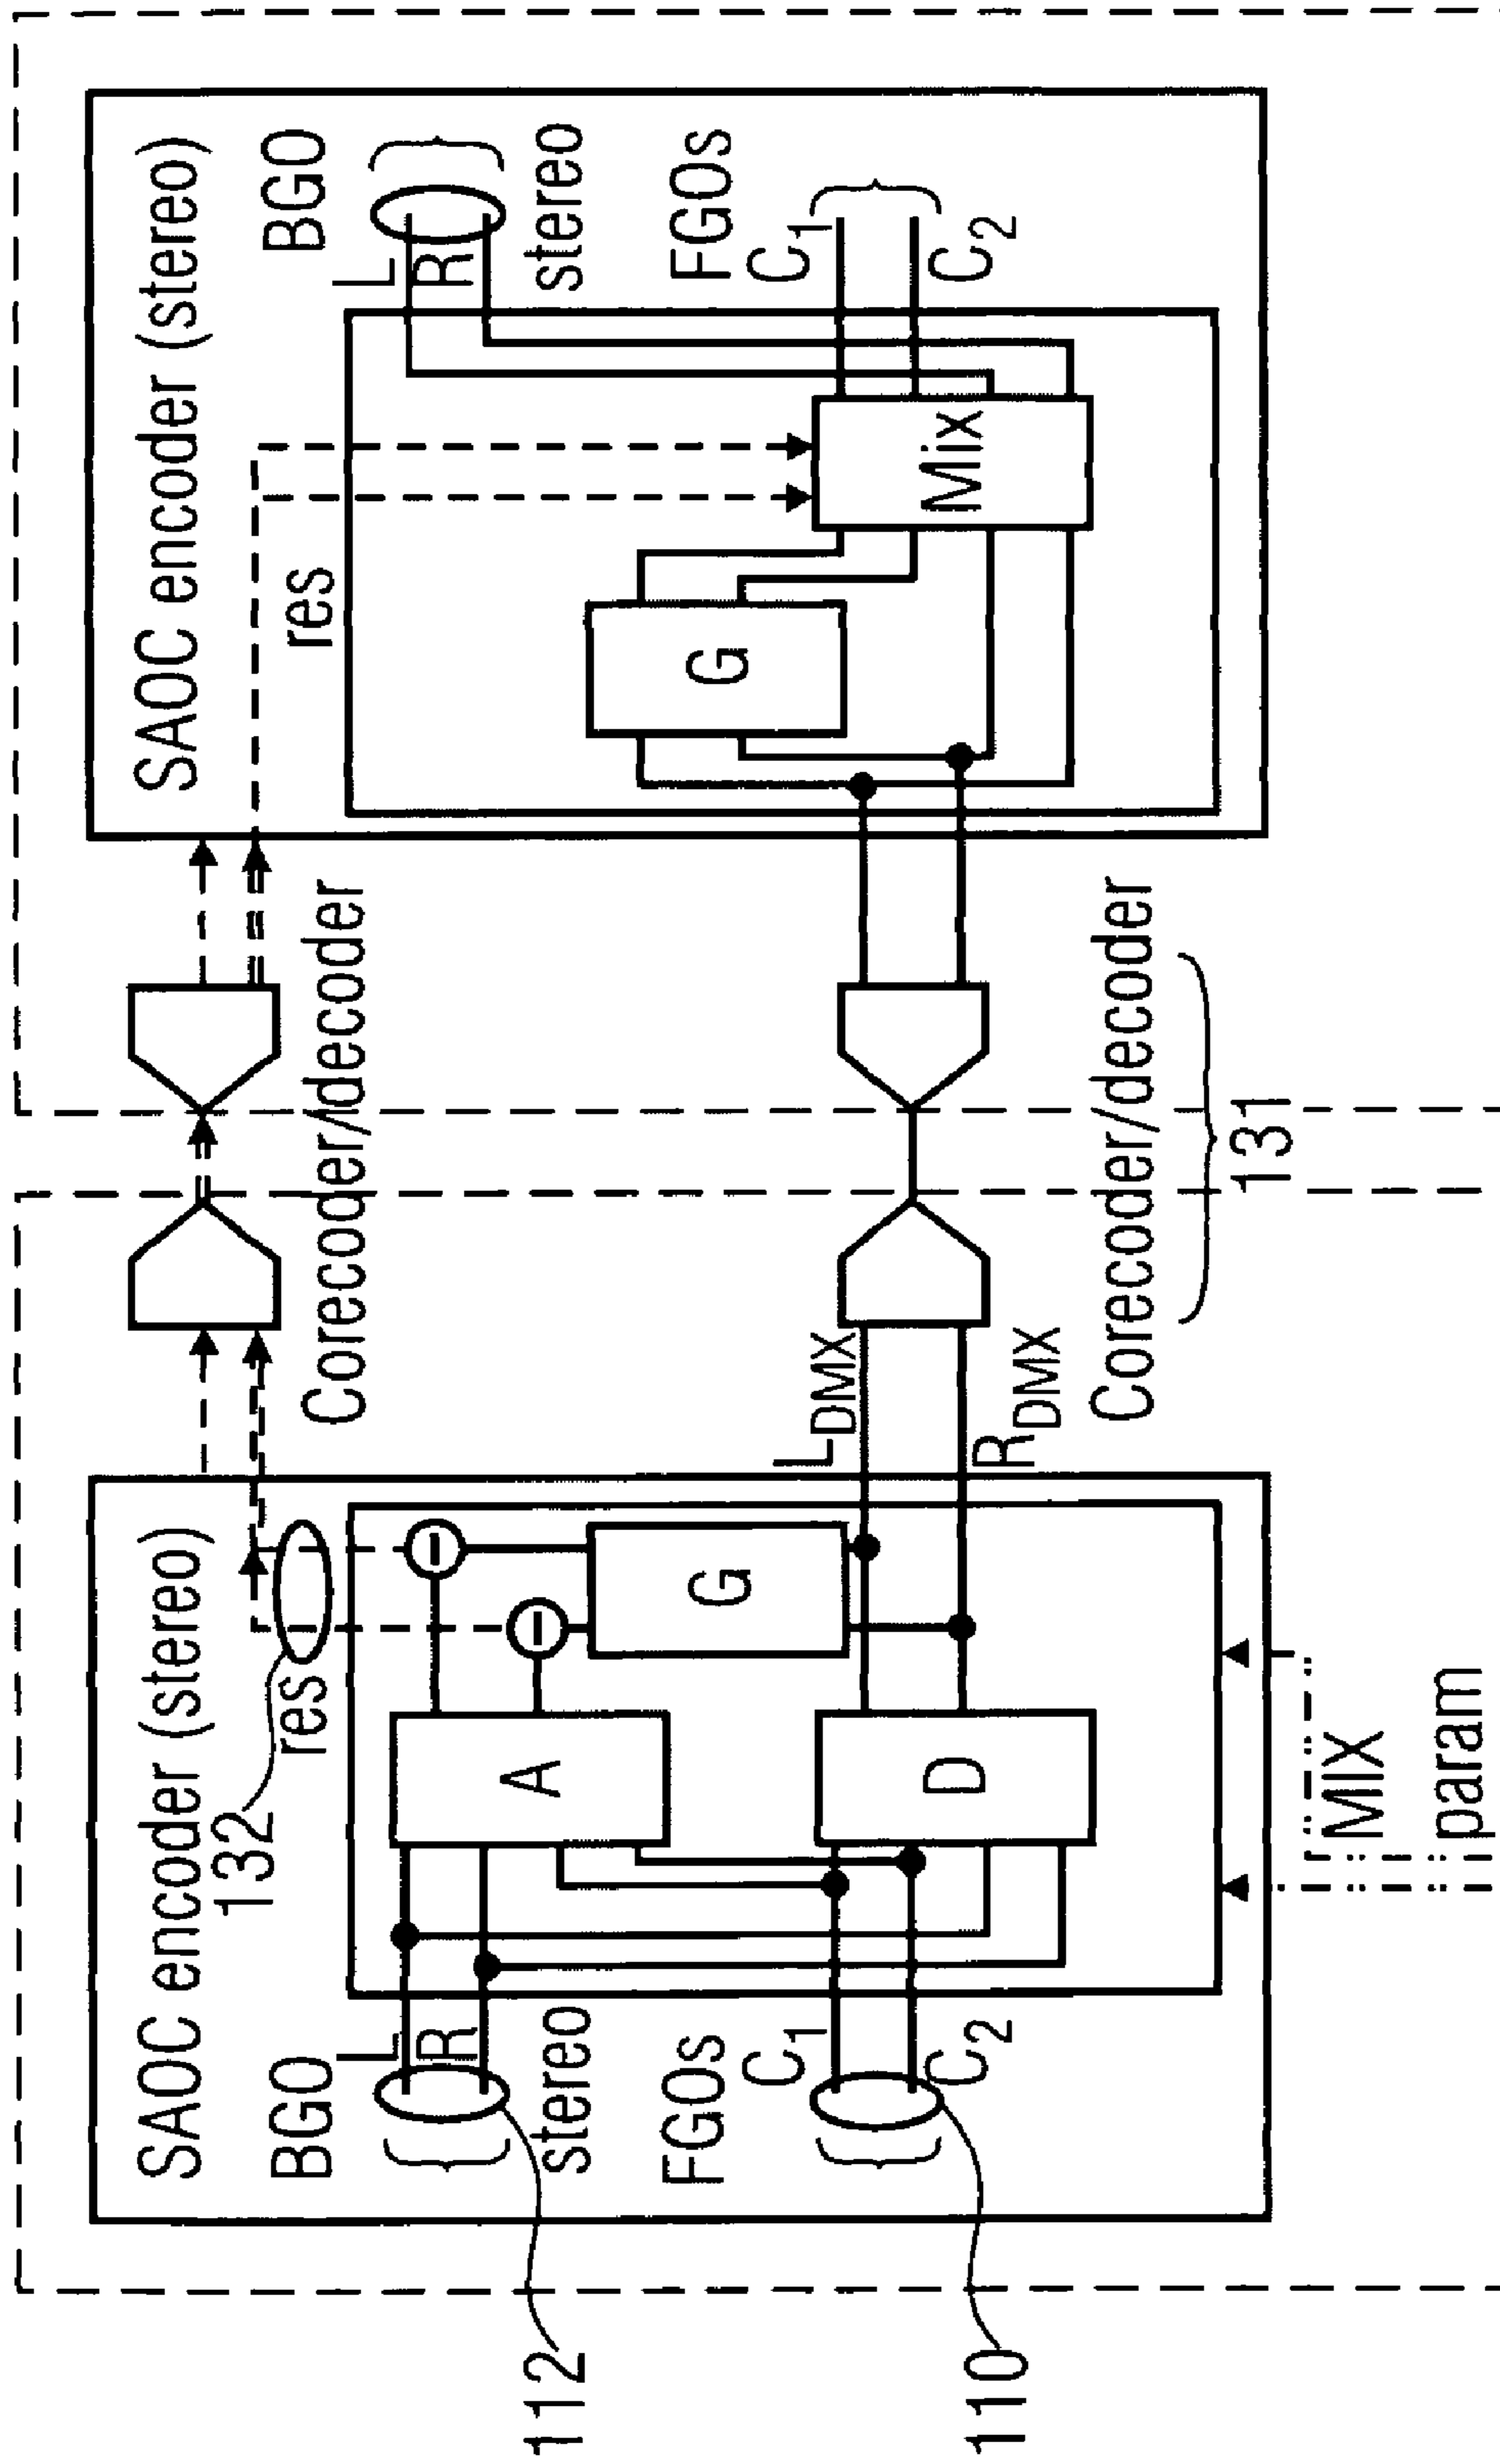 SAOC encoder (stereo)
132
res
BGO
L
R
stereo
A
G
FGOs
C1
C2
D
LDMX
RDMX
MIX
param
112
110
Corecoder/decoder
Corecoder/decoder
131
SAOC encoder (stereo)
res
BGO
L
R
stereo
G
Mix
FGOs
C1
C2